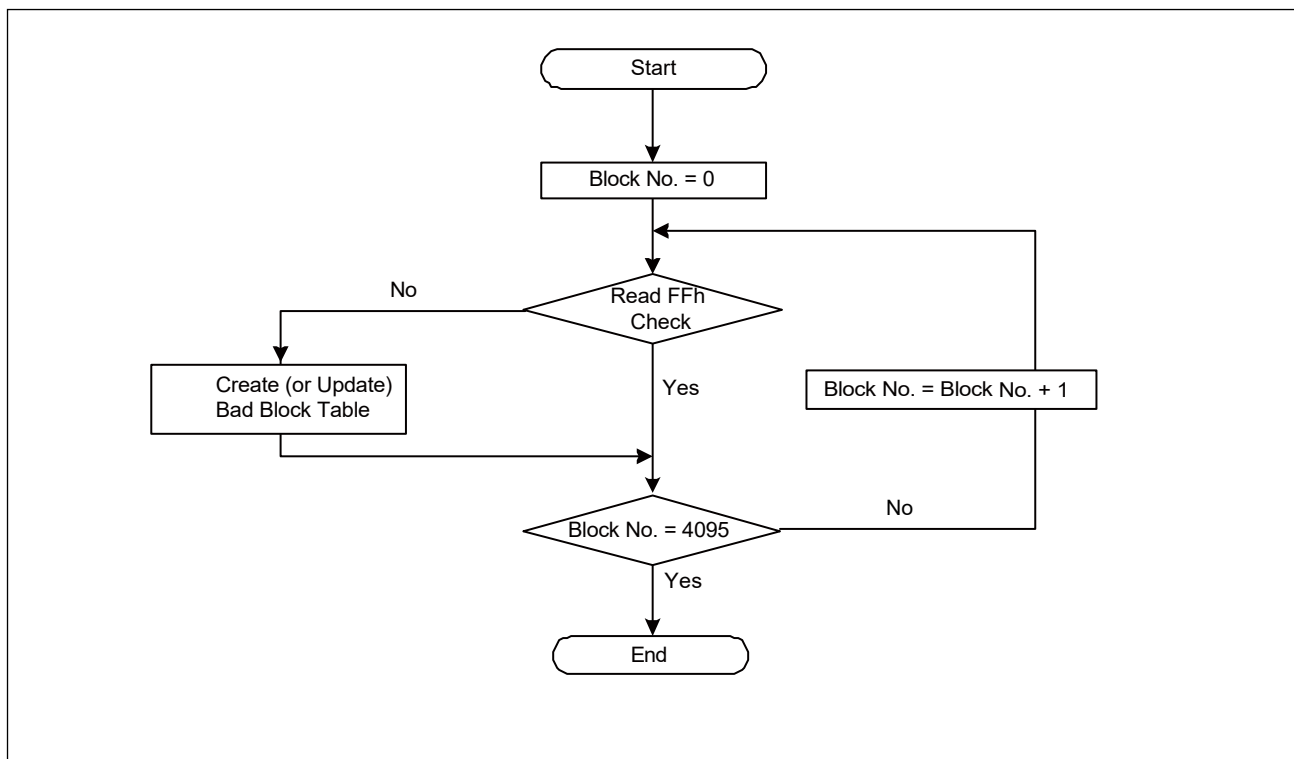 Start
Block No. = 0
No
Read FFh
Check
Create (or Update)
Bad Block Table
Yes
Block No. = Block No. + 1
No
Block No. = 4095
Yes
End